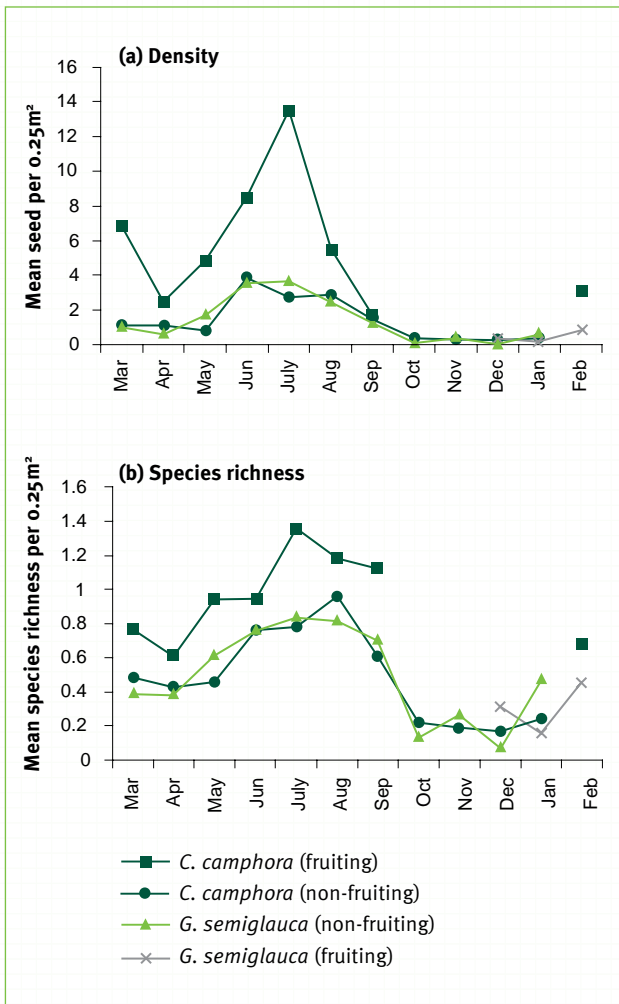 (a) Density
Mean seed per 0.25m²
16
14
12
10
8
6
4
2
0
Mar
Apr
May
Jun
July
Aug
Sep
Oct
Nov
Dec
Jan
Feb
(b) Species richness
Mean species richness per 0.25m²
1.6
1.4
1.2
1
0.8
0.6
0.4
0.2
0
Mar
Apr
May
Jun
July
Aug
Sep
Oct
Nov
Dec
Jan
Feb
C. camphora (fruiting)
C. camphora (non-fruiting)
G. semiglauca (non-fruiting)
G. semiglauca (fruiting)